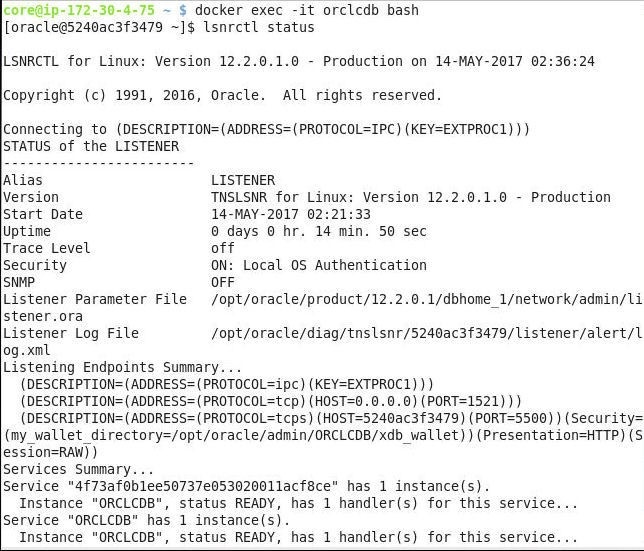 core@ip-172-30-4-75 ~ $ docker exec -it orclcdb bash
[oracle@5240ac3f3479 ~]$ lsnrctl status
LSNRCTL for Linux: Version 12.2.0.1.0 - Production on 14-MAY-2017 02:36:24
Copyright (c) 1991, 2016, Oracle.  All rights reserved.
Connecting to (DESCRIPTION=(ADDRESS=(PROTOCOL=IPC)(KEY=EXTPROC1)))
STATUS of the LISTENER
------------------------
Alias                     LISTENER
Version                   TNSLSNR for Linux: Version 12.2.0.1.0 - Production
Start Date                14-MAY-2017 02:21:33
Uptime                    0 days 0 hr. 14 min. 50 sec
Trace Level               off
Security                  ON: Local OS Authentication
SNMP                      OFF
Listener Parameter File   /opt/oracle/product/12.2.0.1/dbhome_1/network/admin/li
stener.ora
Listener Log File         /opt/oracle/diag/tnslsnr/5240ac3f3479/listener/alert/l
og.xml
Listening Endpoints Summary...
  (DESCRIPTION=(ADDRESS=(PROTOCOL=ipc)(KEY=EXTPROC1)))
  (DESCRIPTION=(ADDRESS=(PROTOCOL=tcp)(HOST=0.0.0.0)(PORT=1521)))
  (DESCRIPTION=(ADDRESS=(PROTOCOL=tcps)(HOST=5240ac3f3479)(PORT=5500))(Security=
(my_wallet_directory=/opt/oracle/admin/ORCLCDB/xdb_wallet))(Presentation=HTTP)(S
ession=RAW))
Services Summary...
Service "4f73af0b1ee50737e053020011acf8ce" has 1 instance(s).
  Instance "ORCLCDB", status READY, has 1 handler(s) for this service...
Service "ORCLCDB" has 1 instance(s).
  Instance "ORCLCDB", status READY, has 1 handler(s) for this service...